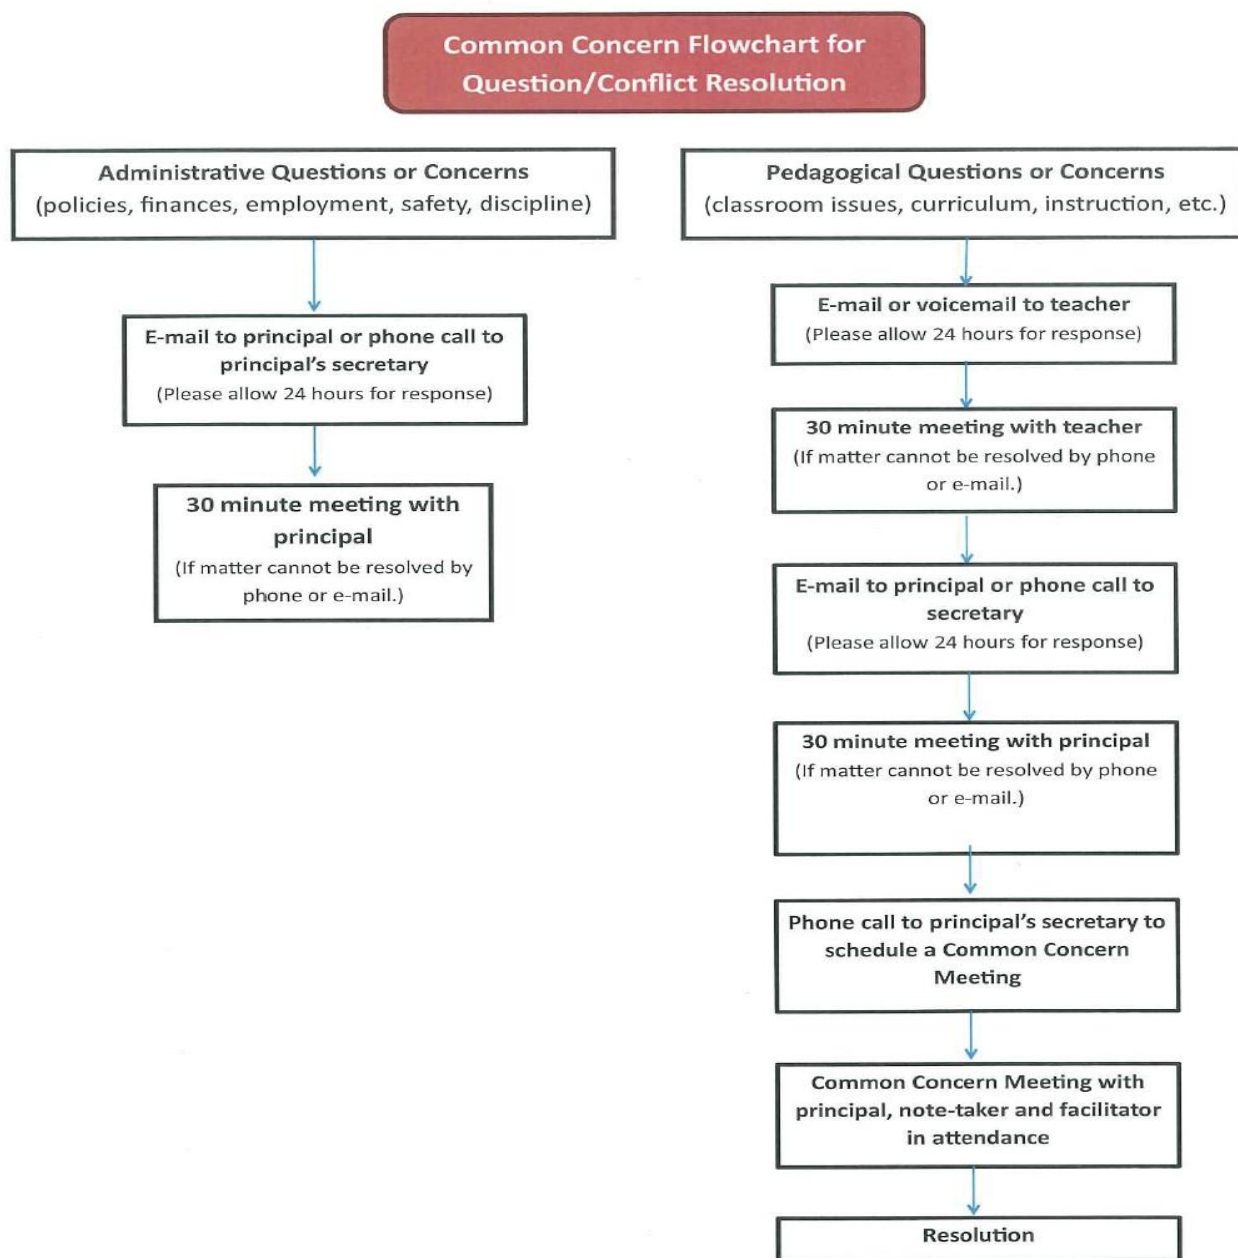 Common Concern Flowchart for
Question/Conflict Resolution
Administrative Questions or Concerns
(policies, finances, employment, safety, discipline)
E-mail to principal or phone call to
principal's secretary
(Please allow 24 hours for response)
30 minute meeting with
principal
(If matter cannot be resolved by
phone or e-mail.)
Pedagogical Questions or Concerns
(classroom issues, curriculum, instruction, etc.)
E-mail or voicemail to teacher
(Please allow 24 hours for response)
30 minute meeting with teacher
(If matter cannot be resolved by phone
or e-mail.)
E-mail to principal or phone call to
secretary
(Please allow 24 hours for response)
30 minute meeting with principal
(If matter cannot be resolved by phone
or e-mail.)
Phone call to principal's secretary to
schedule a Common Concern
Meeting
Common Concern Meeting with
principal, note-taker and facilitator
in attendance
Resolution